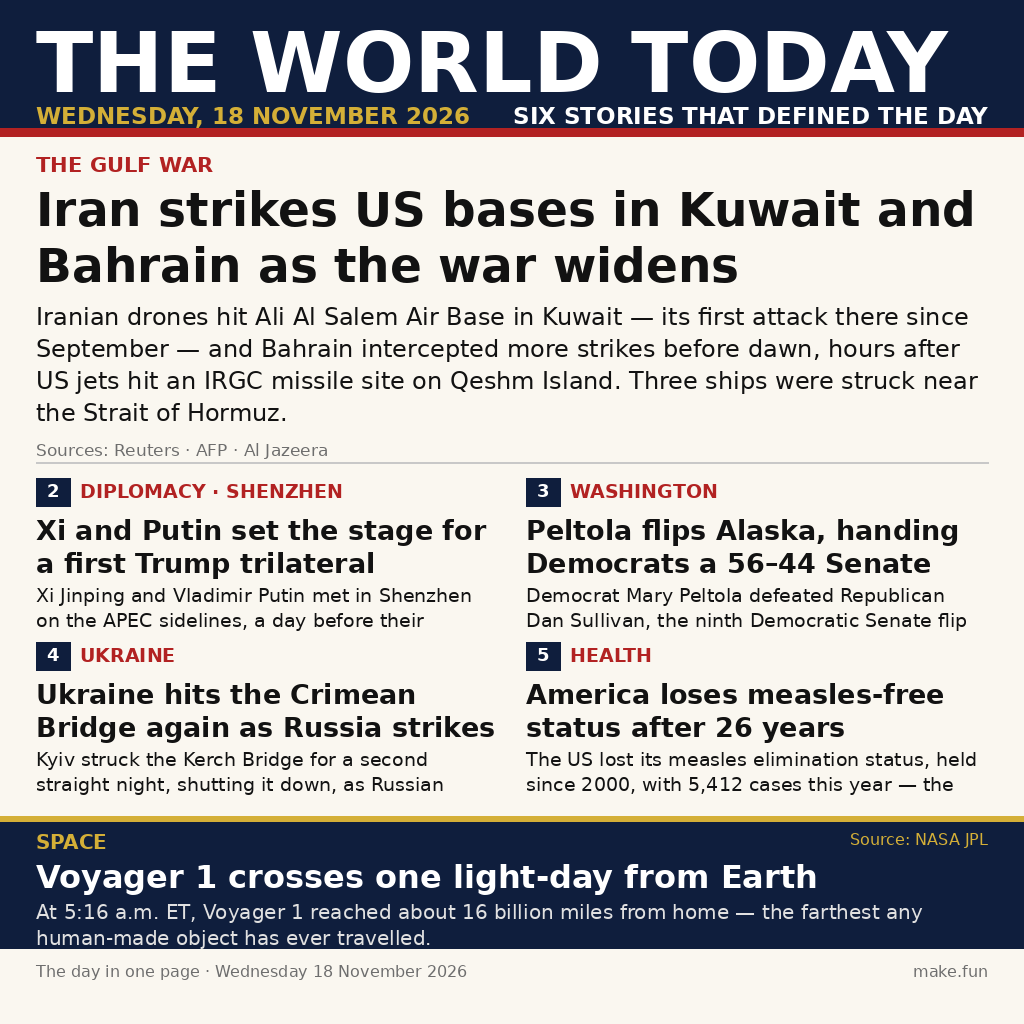 THE WORLD TODAY
WEDNESDAY, 18 NOVEMBER 2026
SIX STORIES THAT DEFINED THE DAY
THE GULF WAR
Iran strikes US bases in Kuwait and
Bahrain as the war widens
Iranian drones hit Ali Al Salem Air Base in Kuwait — its first attack there since
September — and Bahrain intercepted more strikes before dawn, hours after
US jets hit an IRGC missile site on Qeshm Island. Three ships were struck near
the Strait of Hormuz.
Sources: Reuters · AFP · Al Jazeera
2 DIPLOMACY · SHENZHEN
Xi and Putin set the stage for
a first Trump trilateral
Xi Jinping and Vladimir Putin met in Shenzhen
on the APEC sidelines, a day before their
3 WASHINGTON
Peltola flips Alaska, handing
Democrats a 56–44 Senate
Democrat Mary Peltola defeated Republican
Dan Sullivan, the ninth Democratic Senate flip
4 UKRAINE
Ukraine hits the Crimean
Bridge again as Russia strikes
Kyiv struck the Kerch Bridge for a second
straight night, shutting it down, as Russian
5 HEALTH
America loses measles-free
status after 26 years
The US lost its measles elimination status, held
since 2000, with 5,412 cases this year — the
SPACE
Source: NASA JPL
Voyager 1 crosses one light-day from Earth
At 5:16 a.m. ET, Voyager 1 reached about 16 billion miles from home — the farthest any
human-made object has ever travelled.
The day in one page · Wednesday 18 November 2026
make.fun